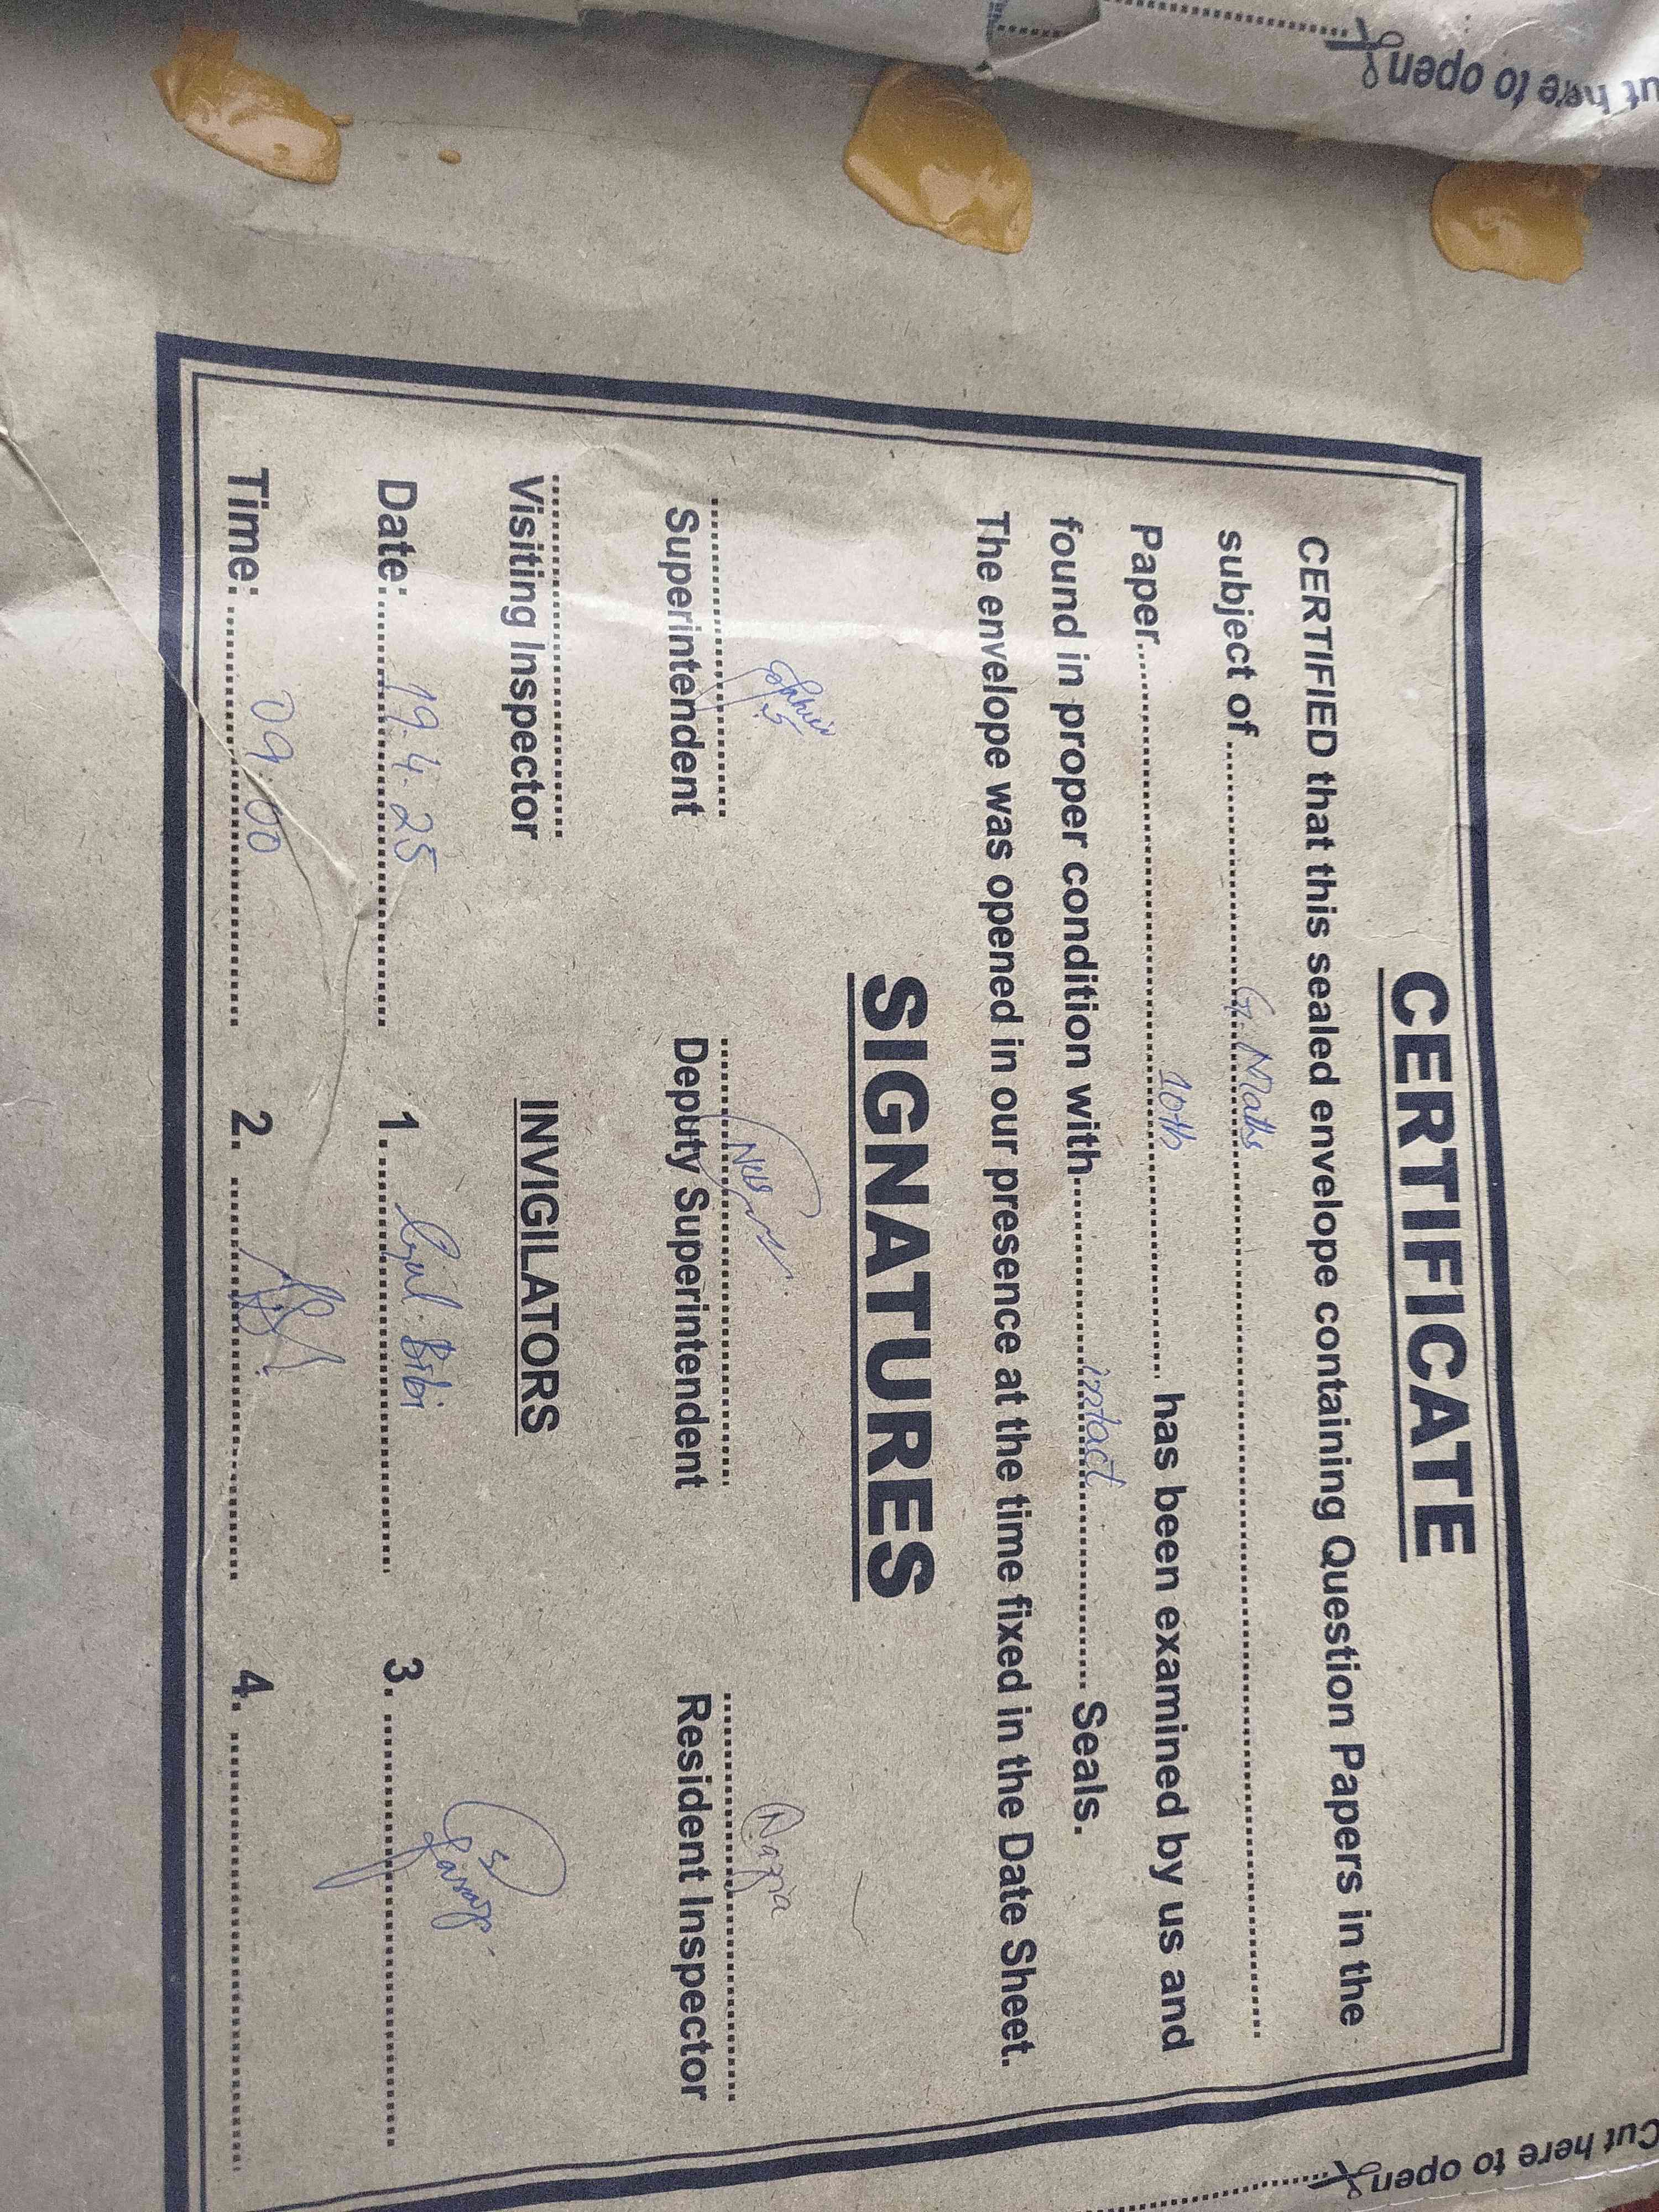 ut here to open
CERTIFICATE
CERTIFIED that this sealed envelope containing Question Papers in the
subject of ........ G. Maths ........
Paper........ 10th ........ has been examined by us and
found in proper condition with........ intact ........ Seals.
The envelope was opened in our presence at the time fixed in the Date Sheet.
SIGNATURES
Nazia
Superintendent Deputy Superintendent Resident Inspector
Visiting Inspector INVIGILATORS
Date: 19.4.25 1. Gul Bibi 3.
Time: 09:00 2. 4.
Cut here to open